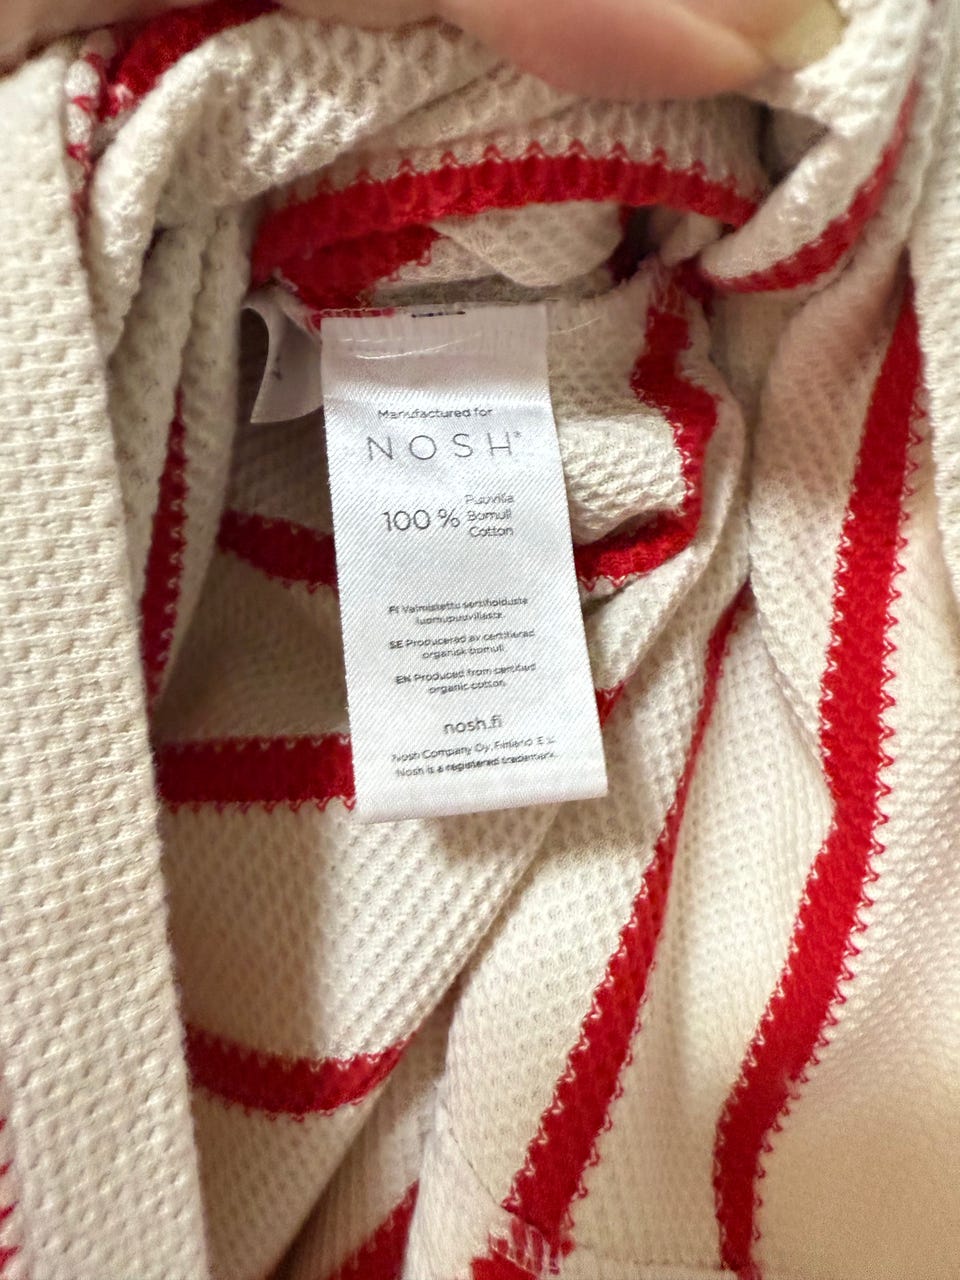 Manufactured for
NOSH®
100 %
Puuvilla
Bomull
Cotton
FI Valmistettu sertifioidusta
luomupuuvillasta.
SE Producerad av certifierad
organisk bomull.
EN Produced from certified
organic cotton.
nosh.fi
Nosh Company Oy, Finland
Nosh is a registered trademark.